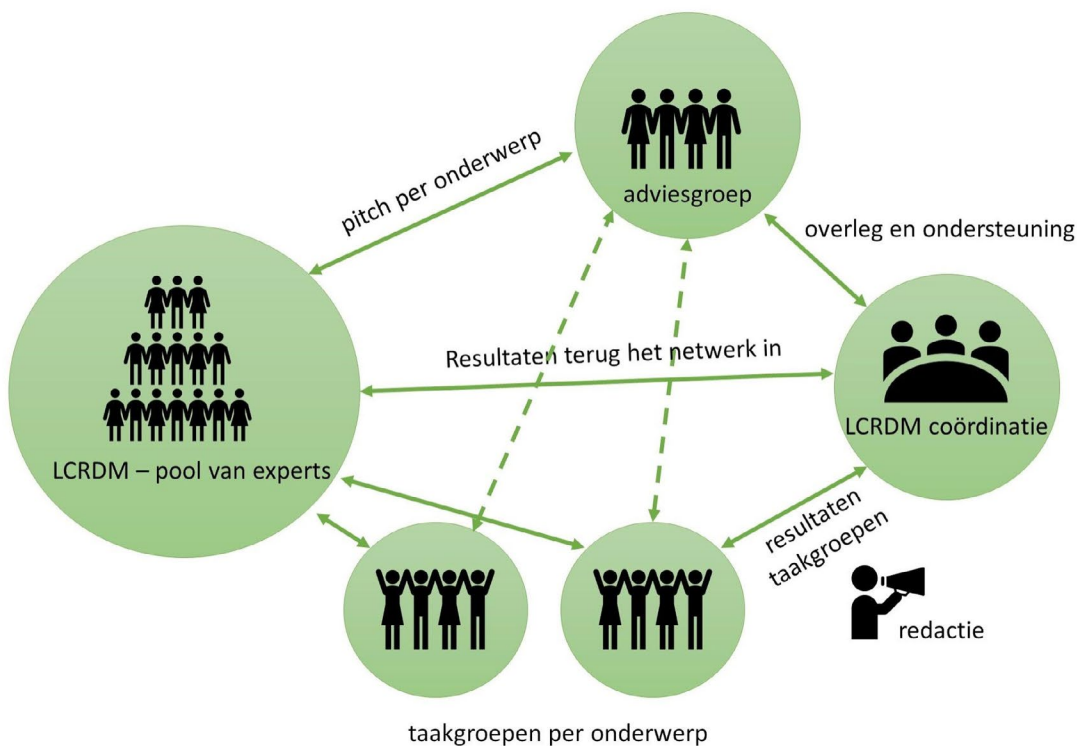 pitch per onderwerp
adviesgroep
overleg en ondersteuning
Resultaten terug het netwerk in
LCRDM – pool van experts
LCRDM coördinatie
resultaten
taakgroepen
redactie
taakgroepen per onderwerp